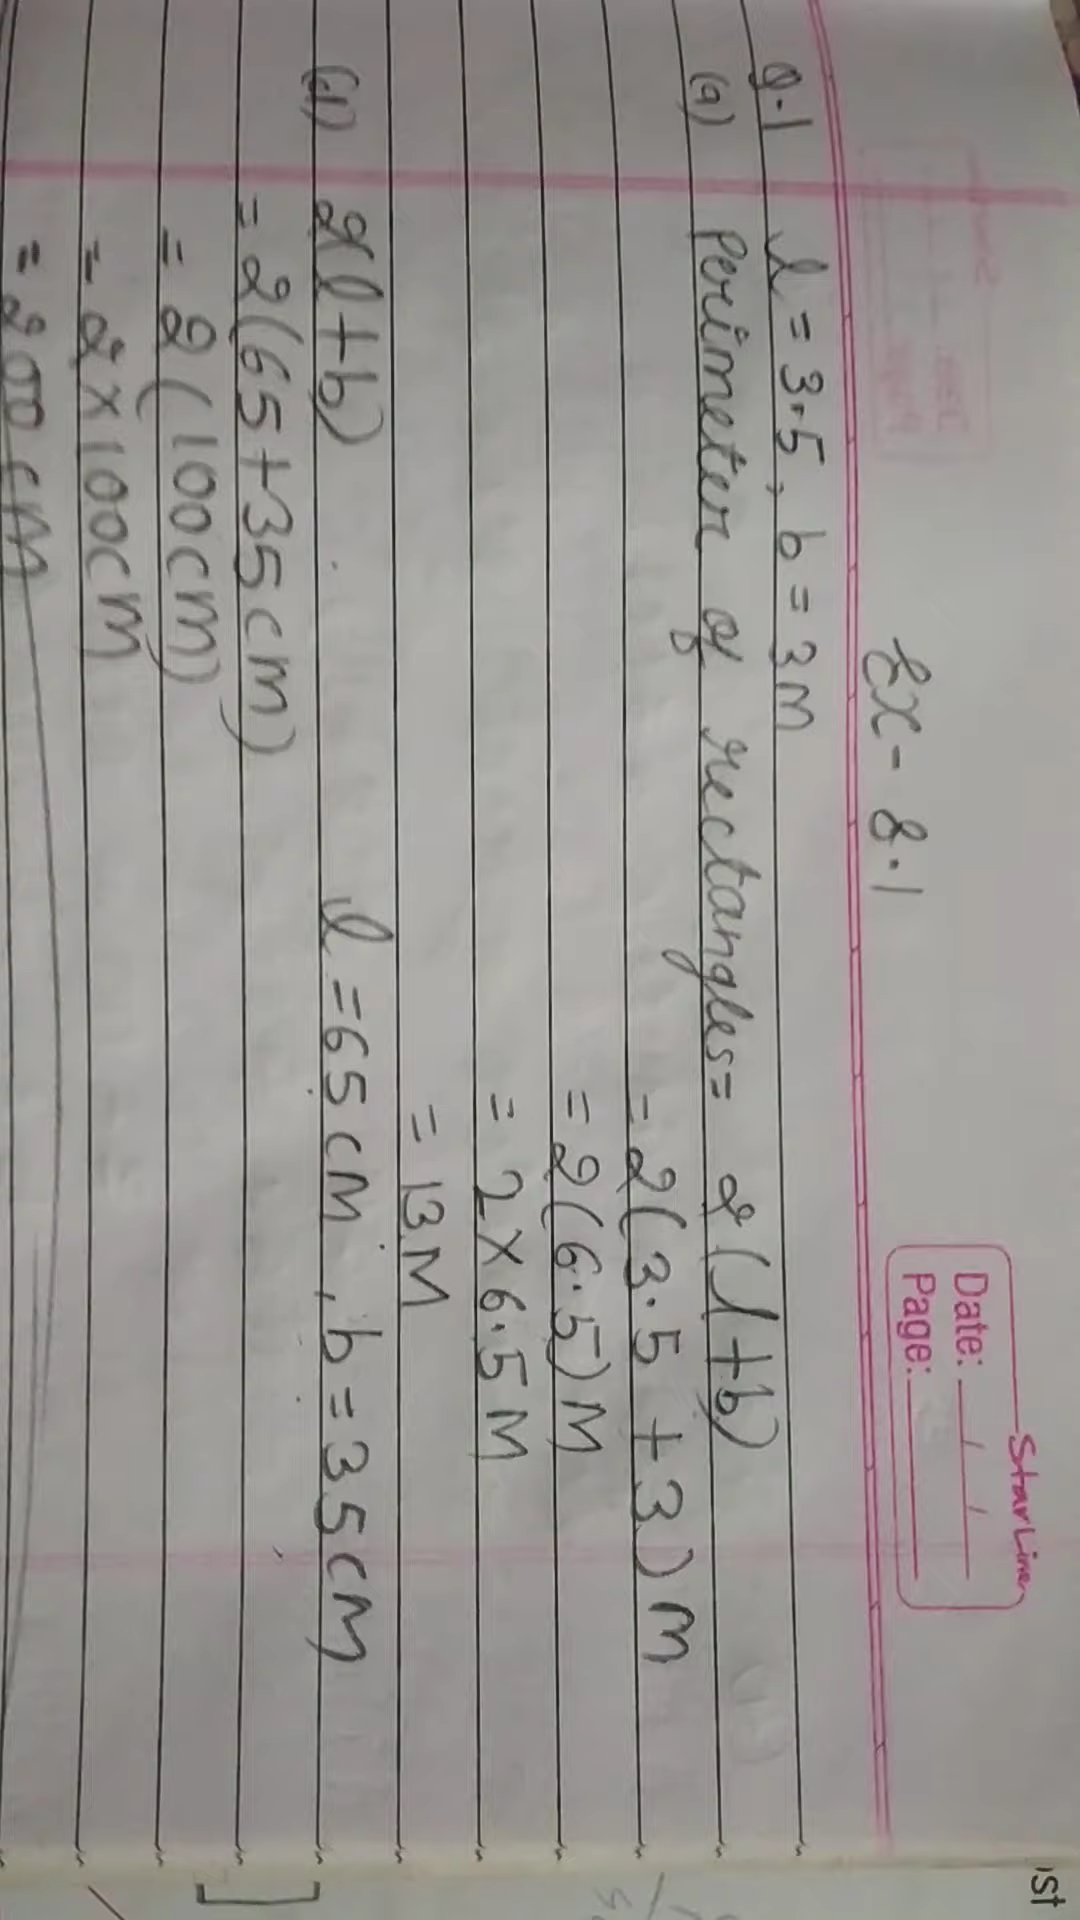 Starline
Date: / /
Page:
Ex - 8.1
Q.1 l = 3.5, b = 3 M
(a) Perimeter of rectangles = 2(l+b)
= 2(3.5 + 3) M
= 2(6.5) M
= 2 × 6.5 M
= 13 M
(d) 2(l+b) l = 65 CM, b = 35 CM
= 2(65+35 CM)
= 2(100 CM)
= 2 × 100 CM
= 200 CM